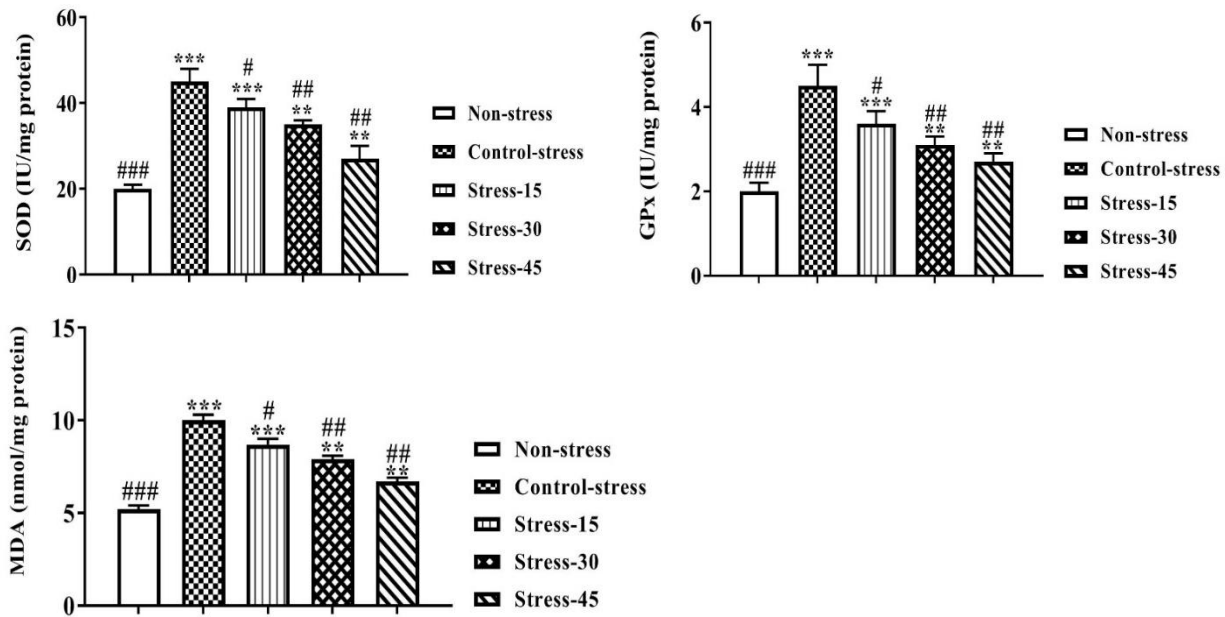 SOD (IU/mg protein)
60
40
20
0
###
***
#
***
##
**
##
**
Non-stress
Control-stress
Stress-15
Stress-30
Stress-45
GPx (IU/mg protein)
6
4
2
0
###
***
#
***
##
**
##
**
Non-stress
Control-stress
Stress-15
Stress-30
Stress-45
MDA (nmol/mg protein)
15
10
5
0
###
***
#
***
##
**
##
**
Non-stress
Control-stress
Stress-15
Stress-30
Stress-45